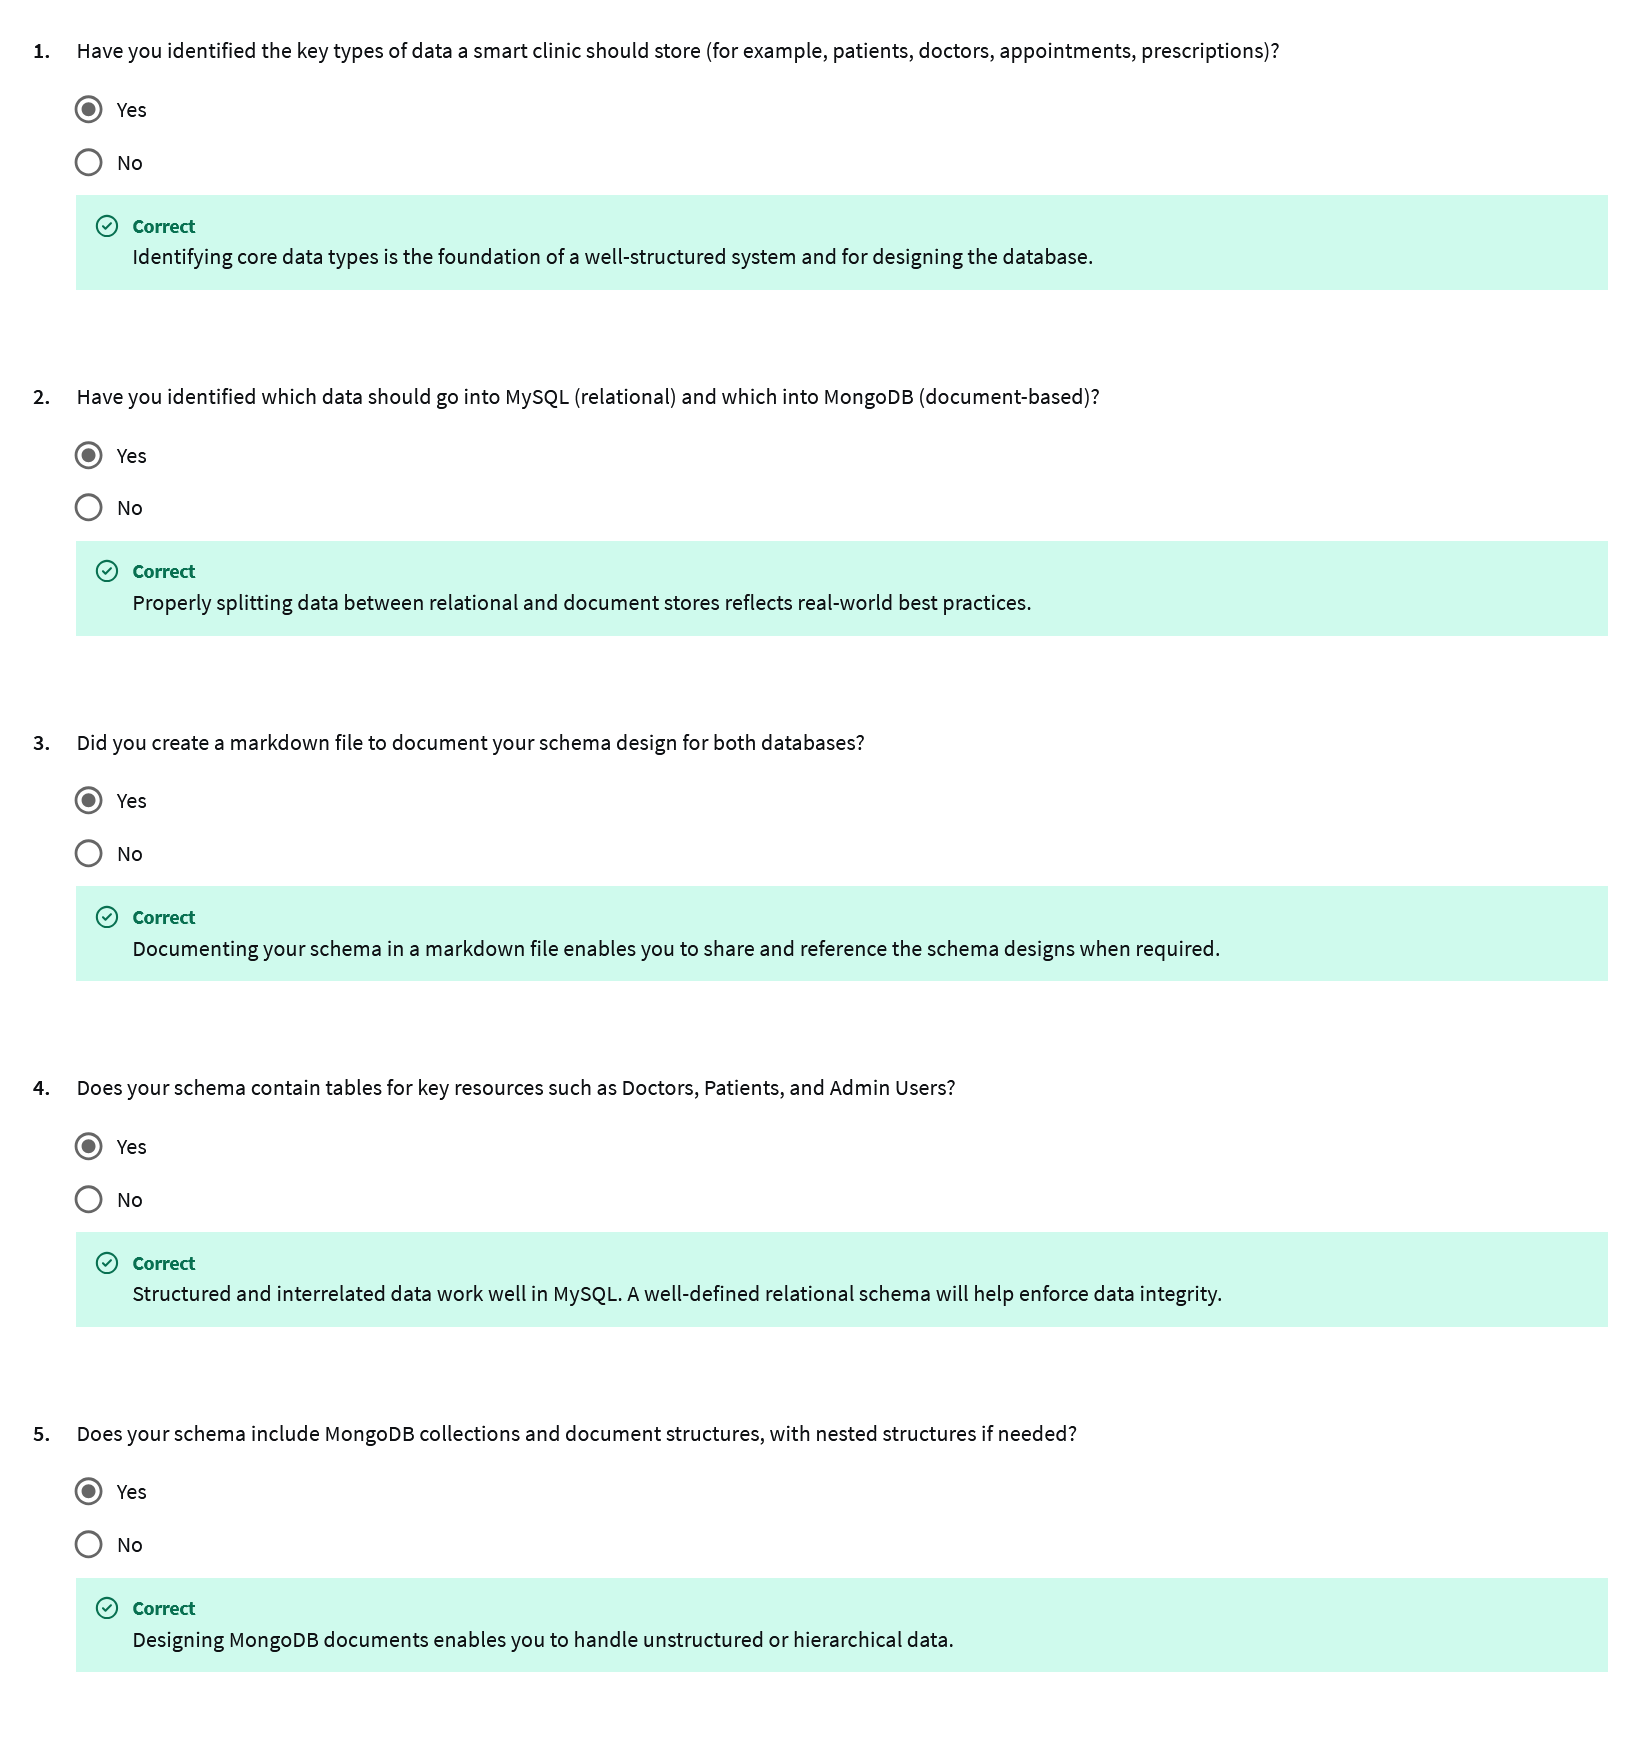 1. Have you identified the key types of data a smart clinic should store (for example, patients, doctors, appointments, prescriptions)?
Yes
No
Correct
Identifying core data types is the foundation of a well-structured system and for designing the database.
2. Have you identified which data should go into MySQL (relational) and which into MongoDB (document-based)?
Yes
No
Correct
Properly splitting data between relational and document stores reflects real-world best practices.
3. Did you create a markdown file to document your schema design for both databases?
Yes
No
Correct
Documenting your schema in a markdown file enables you to share and reference the schema designs when required.
4. Does your schema contain tables for key resources such as Doctors, Patients, and Admin Users?
Yes
No
Correct
Structured and interrelated data work well in MySQL. A well-defined relational schema will help enforce data integrity.
5. Does your schema include MongoDB collections and document structures, with nested structures if needed?
Yes
No
Correct
Designing MongoDB documents enables you to handle unstructured or hierarchical data.